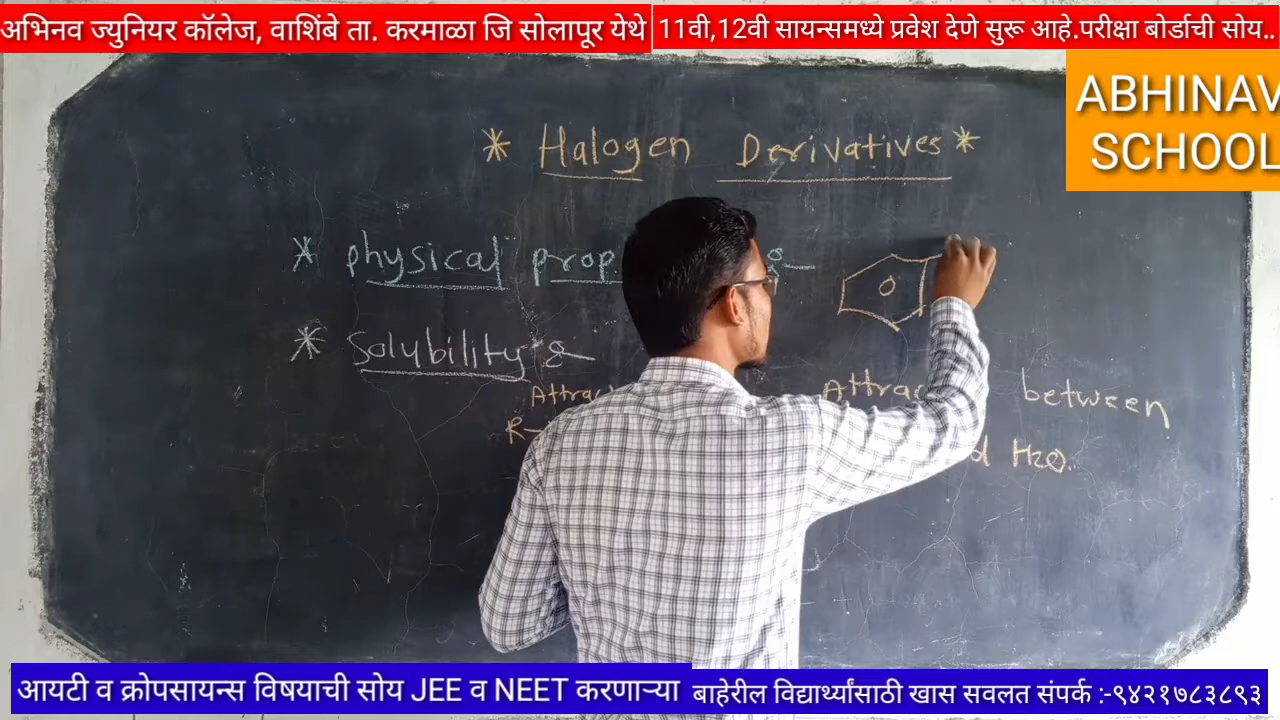 अभिनव ज्युनियर कॉलेज, वाशिंबे ता. करमाळा जि सोलापूर येथे
11वी,12वी सायन्समध्ये प्रवेश देणे सुरू आहे.परीक्षा बोर्डाची सोय..
ABHINAV
SCHOOL
* Halogen Derivatives *
* physical prop
* Solubility :-
Attrac Attrac between
R- d H2O.
आयटी व क्रोपसायन्स विषयाची सोय JEE व NEET करणाऱ्या
बाहेरील विद्यार्थ्यांसाठी खास सवलत संपर्क :-९४२१७८३८९३